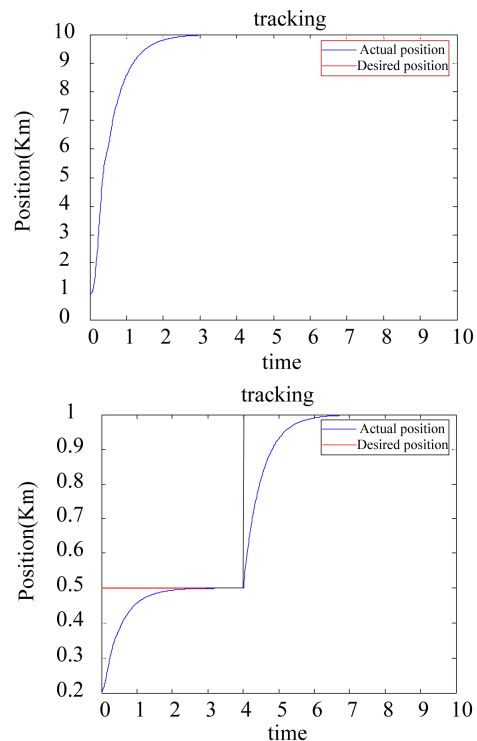 tracking
10
9
8
7
6
5
4
3
2
1
0
Position(Km)
Actual position
Desired position
0 1 2 3 4 5 6 7 8 9 10
time
tracking
1
0.9
0.8
0.7
0.6
0.5
0.4
0.3
0.2
Position(Km)
Actual position
Desired position
0 1 2 3 4 5 6 7 8 9 10
time